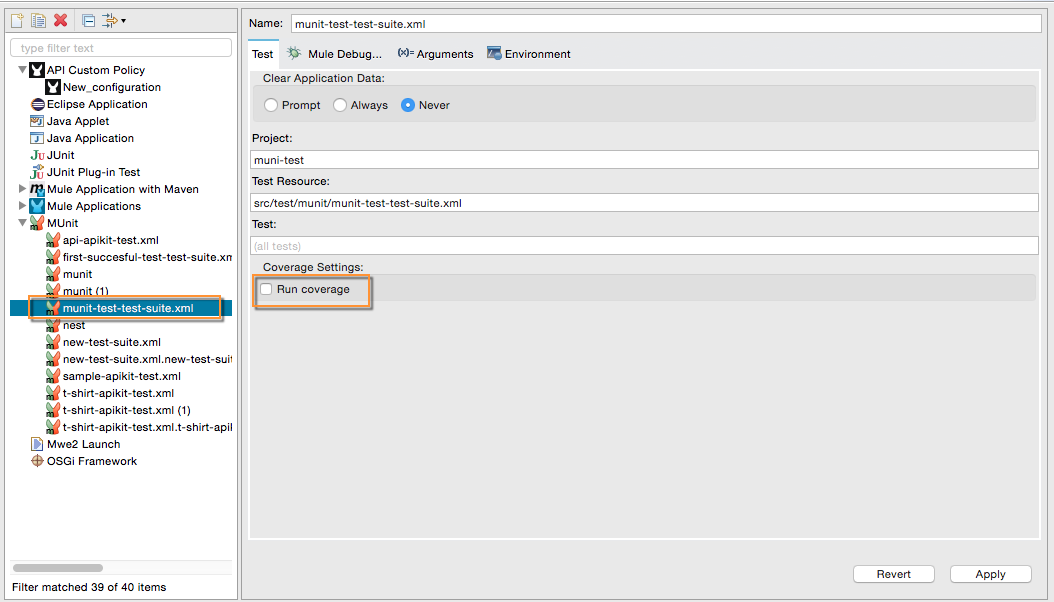 type filter text
API Custom Policy
New_configuration
Eclipse Application
Java Applet
Java Application
JUnit
JUnit Plug-in Test
Mule Application with Maven
Mule Applications
MUnit
api-apikit-test.xml
first-succesful-test-test-suite.xm
munit
munit (1)
munit-test-test-suite.xml
nest
new-test-suite.xml
new-test-suite.xml.new-test-suit
sample-apikit-test.xml
t-shirt-apikit-test.xml
t-shirt-apikit-test.xml (1)
t-shirt-apikit-test.xml.t-shirt-apil
Mwe2 Launch
OSGi Framework
Filter matched 39 of 40 items
Name: munit-test-test-suite.xml
Test Mule Debug... (x)= Arguments Environment
Clear Application Data:
Prompt Always Never
Project:
muni-test
Test Resource:
src/test/munit/munit-test-test-suite.xml
Test:
(all tests)
Coverage Settings:
Run coverage
Revert Apply